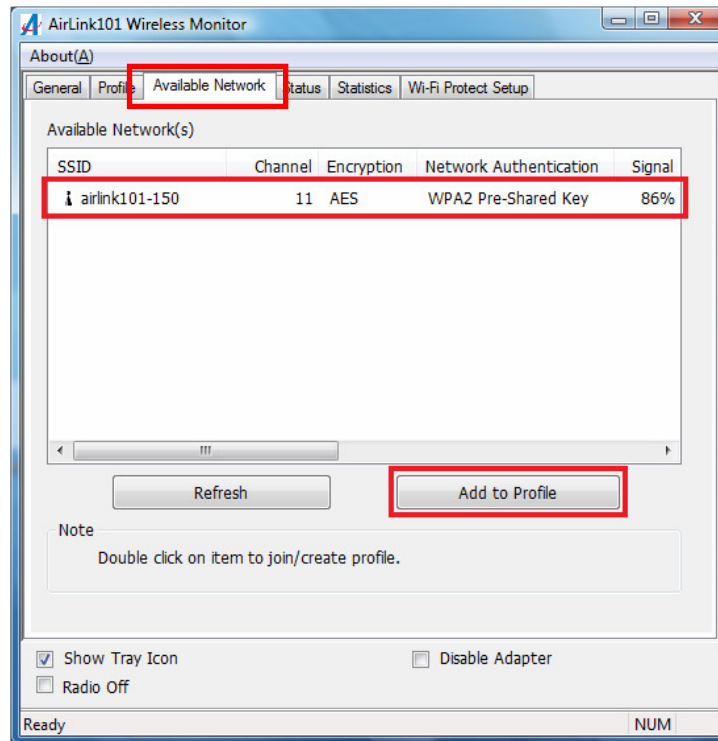 AirLink101 Wireless Monitor
About(A)
General Profile Available Network Status Statistics Wi-Fi Protect Setup
Available Network(s)
SSID Channel Encryption Network Authentication Signal
airlink101-150 11 AES WPA2 Pre-Shared Key 86%
Refresh Add to Profile
Note
Double click on item to join/create profile.
Show Tray Icon Disable Adapter
Radio Off
Ready NUM